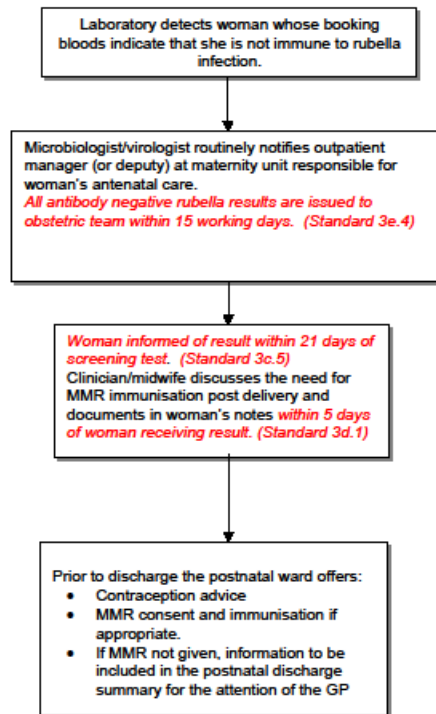 Laboratory detects woman whose booking
bloods indicate that she is not immune to rubella
infection.
Microbiologist/virologist routinely notifies outpatient
manager (or deputy) at maternity unit responsible for
woman's antenatal care.
All antibody negative rubella results are issued to
obstetric team within 15 working days. (Standard 3e.4)
Woman informed of result within 21 days of
screening test. (Standard 3c.5)
Clinician/midwife discusses the need for
MMR immunisation post delivery and
documents in woman's notes within 5 days
of woman receiving result. (Standard 3d.1)
Prior to discharge the postnatal ward offers:
• Contraception advice
• MMR consent and immunisation if
appropriate.
• If MMR not given, information to be
included in the postnatal discharge
summary for the attention of the GP